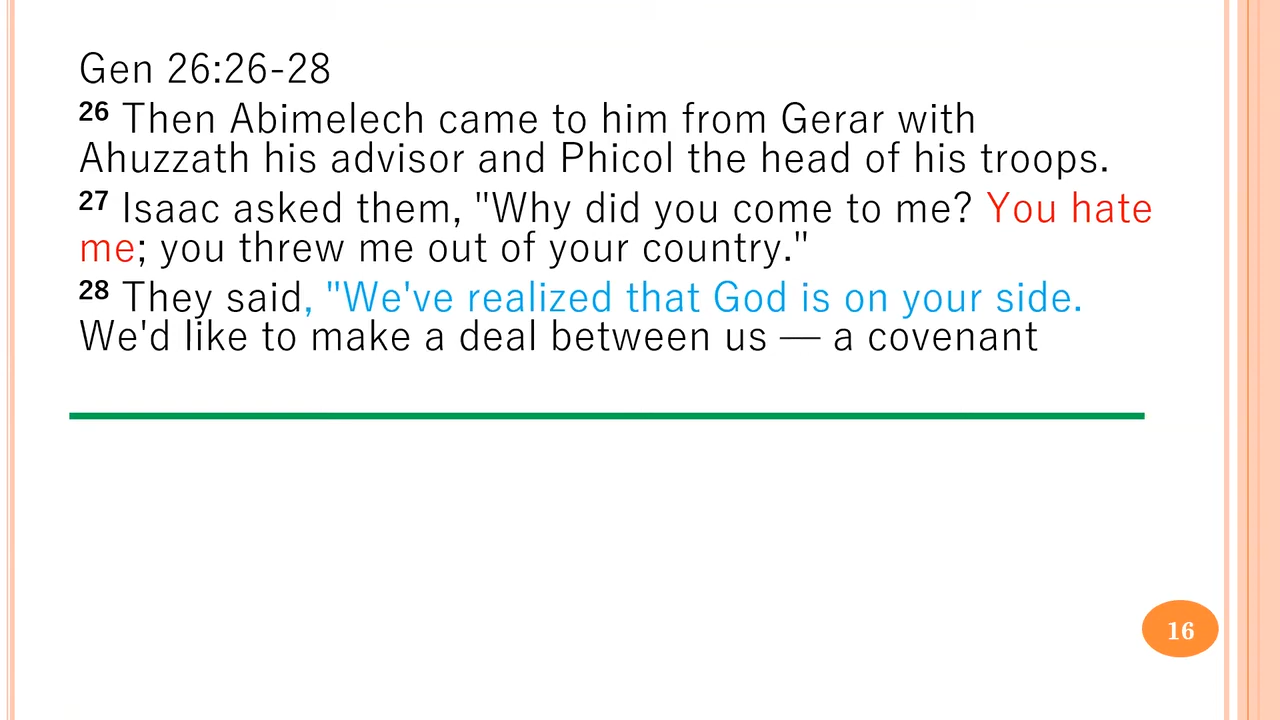 Gen 26:26-28
26 Then Abimelech came to him from Gerar with
Ahuzzath his advisor and Phicol the head of his troops.
27 Isaac asked them, "Why did you come to me? You hate
me; you threw me out of your country."
28 They said, "We've realized that God is on your side.
We'd like to make a deal between us — a covenant
16